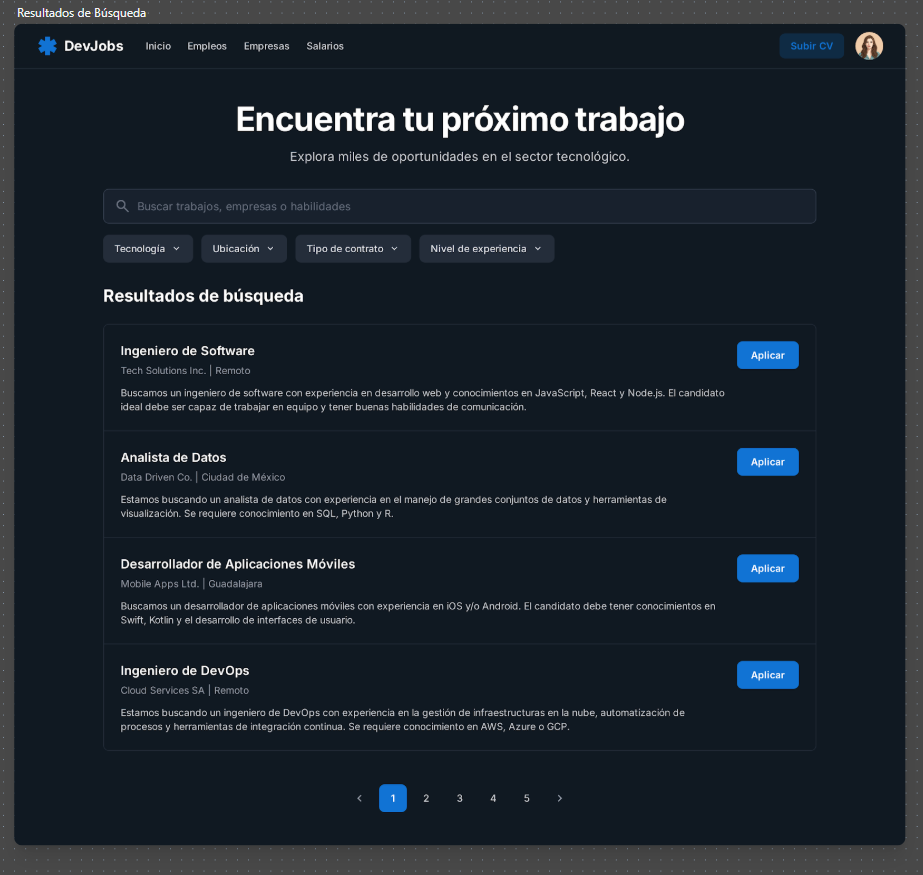 Resultados de Búsqueda
DevJobs Inicio Empleos Empresas Salarios Subir CV
Encuentra tu próximo trabajo
Explora miles de oportunidades en el sector tecnológico.
Buscar trabajos, empresas o habilidades
Tecnología Ubicación Tipo de contrato Nivel de experiencia
Resultados de búsqueda
Ingeniero de Software
Aplicar
Tech Solutions Inc. | Remoto
Buscamos un ingeniero de software con experiencia en desarrollo web y conocimientos en JavaScript, React y Node.js. El candidato
ideal debe ser capaz de trabajar en equipo y tener buenas habilidades de comunicación.
Analista de Datos
Aplicar
Data Driven Co. | Ciudad de México
Estamos buscando un analista de datos con experiencia en el manejo de grandes conjuntos de datos y herramientas de
visualización. Se requiere conocimiento en SQL, Python y R.
Desarrollador de Aplicaciones Móviles
Aplicar
Mobile Apps Ltd. | Guadalajara
Buscamos un desarrollador de aplicaciones móviles con experiencia en iOS y/o Android. El candidato debe tener conocimientos en
Swift, Kotlin y el desarrollo de interfaces de usuario.
Ingeniero de DevOps
Aplicar
Cloud Services SA | Remoto
Estamos buscando un ingeniero de DevOps con experiencia en la gestión de infraestructuras en la nube, automatización de
procesos y herramientas de integración continua. Se requiere conocimiento en AWS, Azure o GCP.
1 2 3 4 5